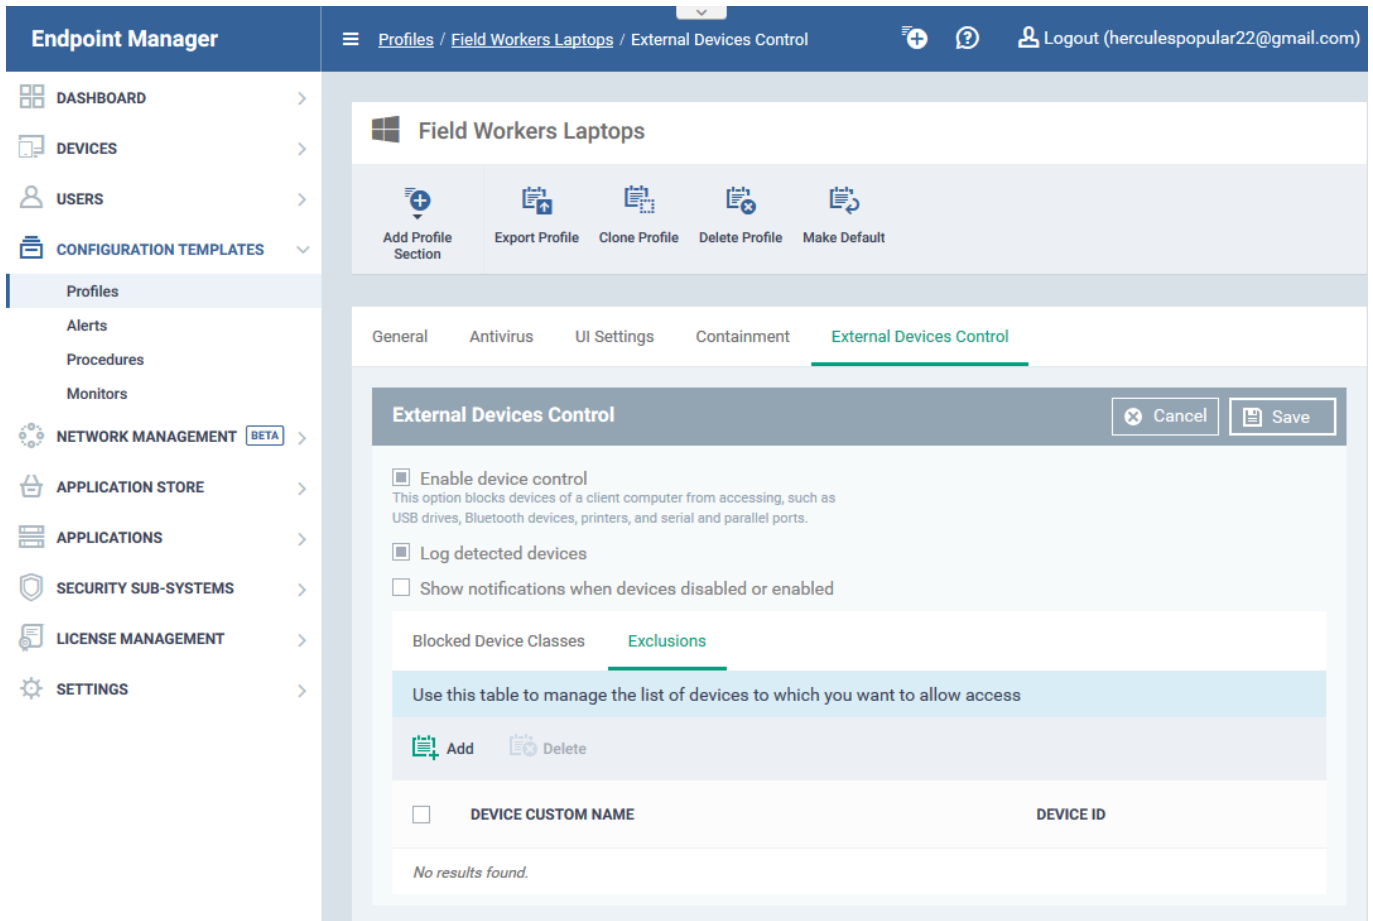 Endpoint Manager
Profiles / Field Workers Laptops / External Devices Control
Logout (herculespopular22@gmail.com)
DASHBOARD
DEVICES
USERS
CONFIGURATION TEMPLATES
Profiles
Alerts
Procedures
Monitors
NETWORK MANAGEMENT BETA
APPLICATION STORE
APPLICATIONS
SECURITY SUB-SYSTEMS
LICENSE MANAGEMENT
SETTINGS
Field Workers Laptops
Add Profile
Section
Export Profile
Clone Profile
Delete Profile
Make Default
General
Antivirus
UI Settings
Containment
External Devices Control
External Devices Control
Cancel
Save
Enable device control
This option blocks devices of a client computer from accessing, such as
USB drives, Bluetooth devices, printers, and serial and parallel ports.
Log detected devices
Show notifications when devices disabled or enabled
Blocked Device Classes
Exclusions
Use this table to manage the list of devices to which you want to allow access
Add
Delete
DEVICE CUSTOM NAME
DEVICE ID
No results found.